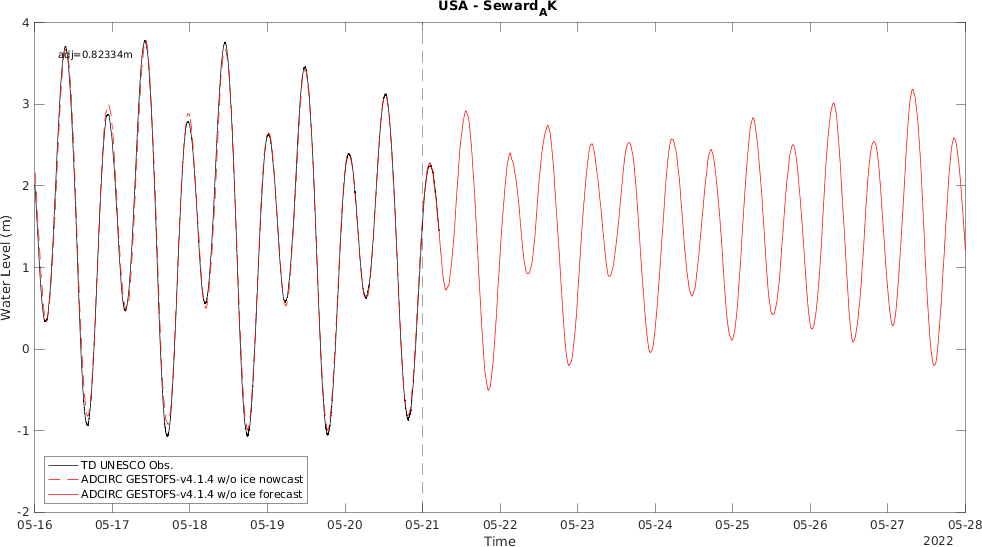 USA - Seward_AK
adj=0.82334m
4
3
2
1
0
-1
-2
Water Level (m)
TD UNESCO Obs.
ADCIRC GESTOFS-v4.1.4 w/o ice nowcast
ADCIRC GESTOFS-v4.1.4 w/o ice forecast
05-16 05-17 05-18 05-19 05-20 05-21 05-22 05-23 05-24 05-25 05-26 05-27 05-28
Time
2022